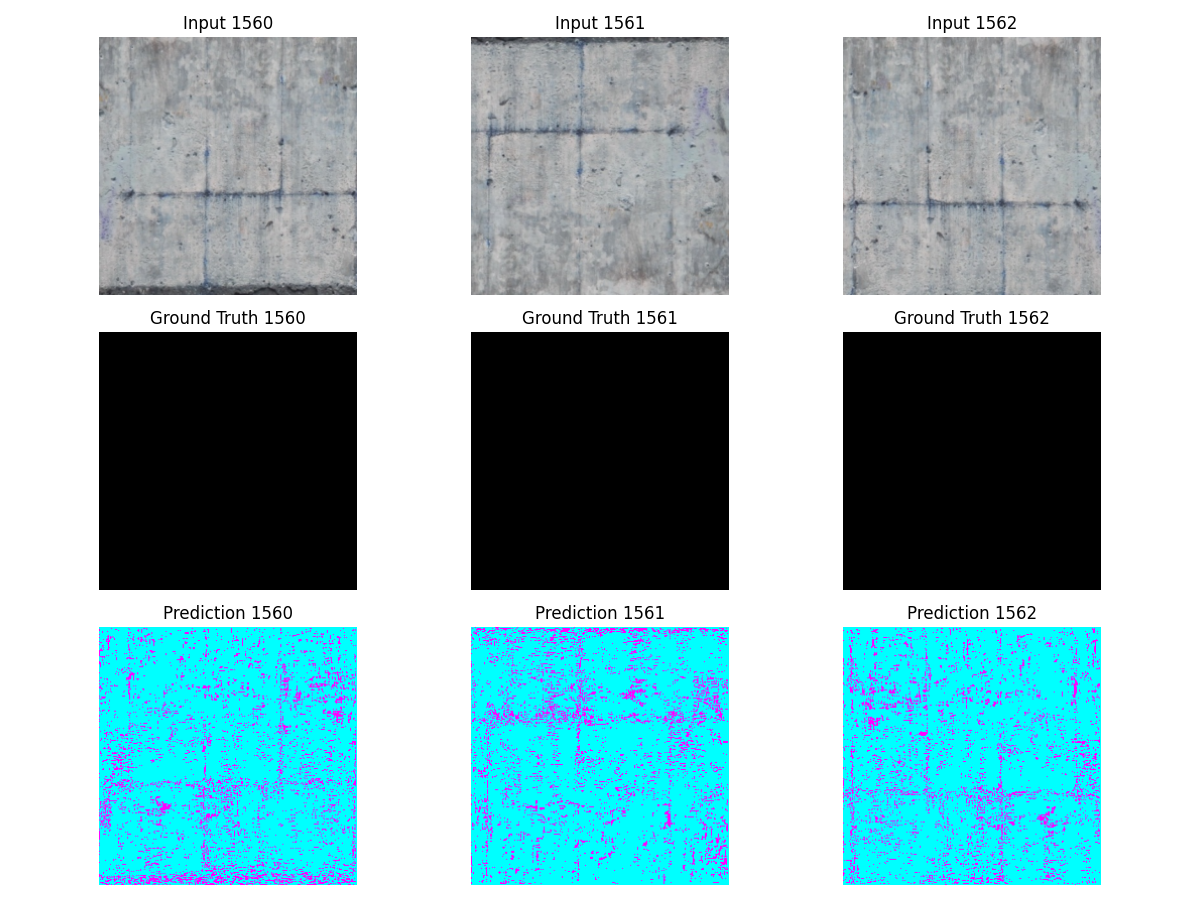 Input 1560
Input 1561
Input 1562
Ground Truth 1560
Ground Truth 1561
Ground Truth 1562
Prediction 1560
Prediction 1561
Prediction 1562